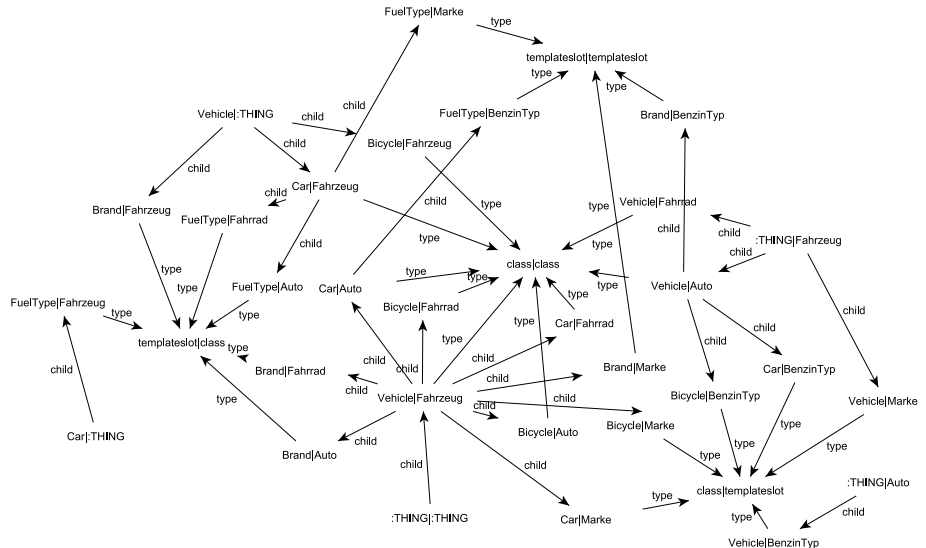 FuelType|Marke
type
templateslot|templateslot
type
type
type
child
Vehicle|:THING
child
FuelType|BenzinTyp
Brand|BenzinTyp
child
Bicycle|Fahrzeug
child
Car|Fahrzeug
child
child
type
Vehicle|Fahrrad
Brand|Fahrzeug
FuelType|Fahrrad
type
type
child
:THING|Fahrzeug
child
child
child
class|class
type
type
type
type
type
FuelType|Auto
Car|Auto
Vehicle|Auto
type
FuelType|Fahrzeug
type
type
Bicycle|Fahrrad
type
Car|Fahrrad
child
type
type
child
child
templateslot|class
type
Brand|Fahrrad
child
child
child
child
Brand|Marke
Car|BenzinTyp
child
child
Vehicle|Fahrzeug
child
Bicycle|BenzinTyp
Vehicle|Marke
type
child
Bicycle|Auto
Bicycle|Marke
type
type
Car|:THING
child
Brand|Auto
type
type
child
child
class|templateslot
:THING|Auto
:THING|:THING
Car|Marke
type
type
child
Vehicle|BenzinTyp